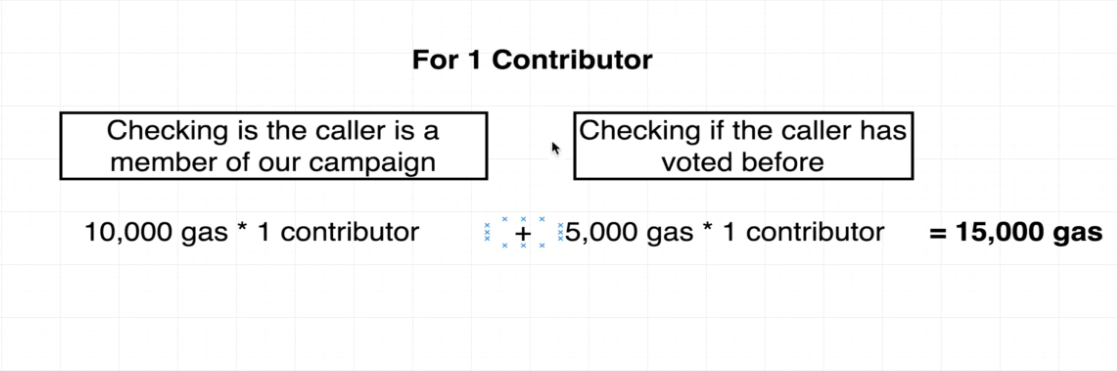 For 1 Contributor
Checking is the caller is a
member of our campaign
Checking if the caller has
voted before
10,000 gas * 1 contributor + 5,000 gas * 1 contributor = 15,000 gas